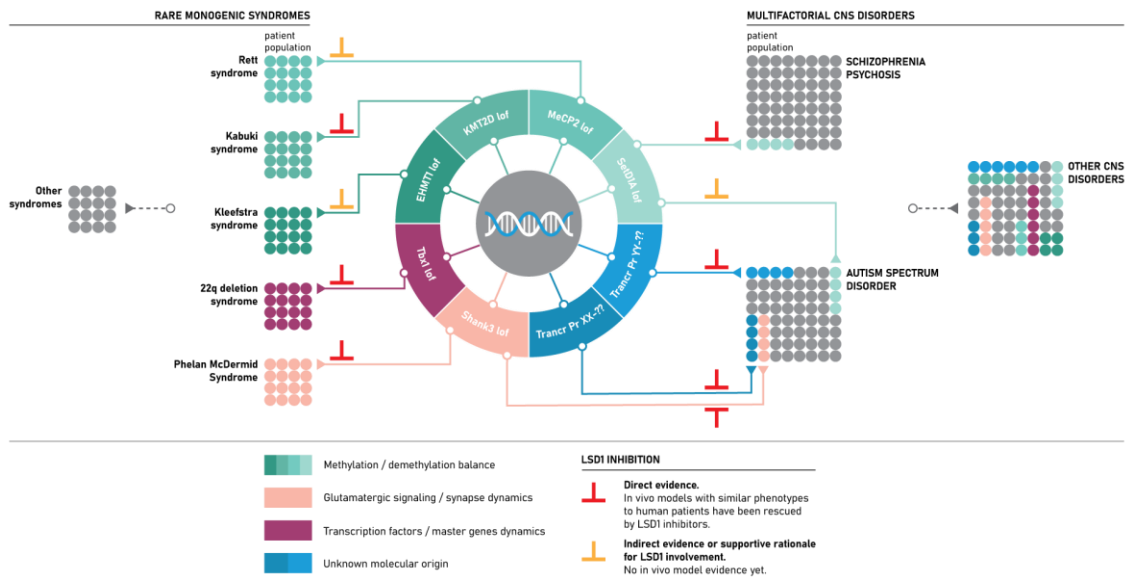 RARE MONOGENIC SYNDROMES
MULTIFACTORIAL CNS DISORDERS
patient
population
Rett
syndrome
Kabuki
syndrome
Other
syndromes
Kleefstra
syndrome
22q deletion
syndrome
Phelan McDermid
Syndrome
KMT2D lof
MeCP2 lof
EHMT1 lof
SetD1A lof
Tbx1 lof
Trancr Pr YY-??
Shank3 lof
Trancr Pr XX-??
patient
population
SCHIZOPHRENIA
PSYCHOSIS
OTHER CNS
DISORDERS
AUTISM SPECTRUM
DISORDER
Methylation / demethylation balance
Glutamatergic signaling / synapse dynamics
Transcription factors / master genes dynamics
Unknown molecular origin
LSD1 INHIBITION
Direct evidence.
In vivo models with similar phenotypes
to human patients have been rescued
by LSD1 inhibitors.
Indirect evidence or supportive rationale
for LSD1 involvement.
No in vivo model evidence yet.